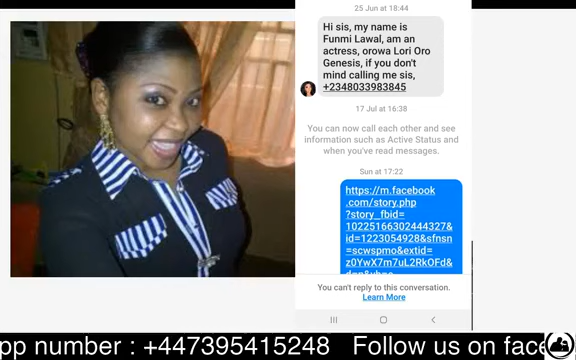 25 Jun at 18:44
Hi sis, my name is
Funmi Lawal, am an
actress, orowa Lori Oro
Genesis, if you don't
mind calling me sis,
+2348033983845
17 Jul at 16:38
You can now call each other and see
information such as Active Status and
when you've read messages.
Sun at 17:22
https://m.facebook
.com/story.php
?story_fbid=
10225166302444327&
id=1223054928&sfnsn
=scwspmo&extid=
z0YwX7m7uL2RkOFd&
You can't reply to this conversation.
Learn More
pp number : +447395415248 Follow us on face